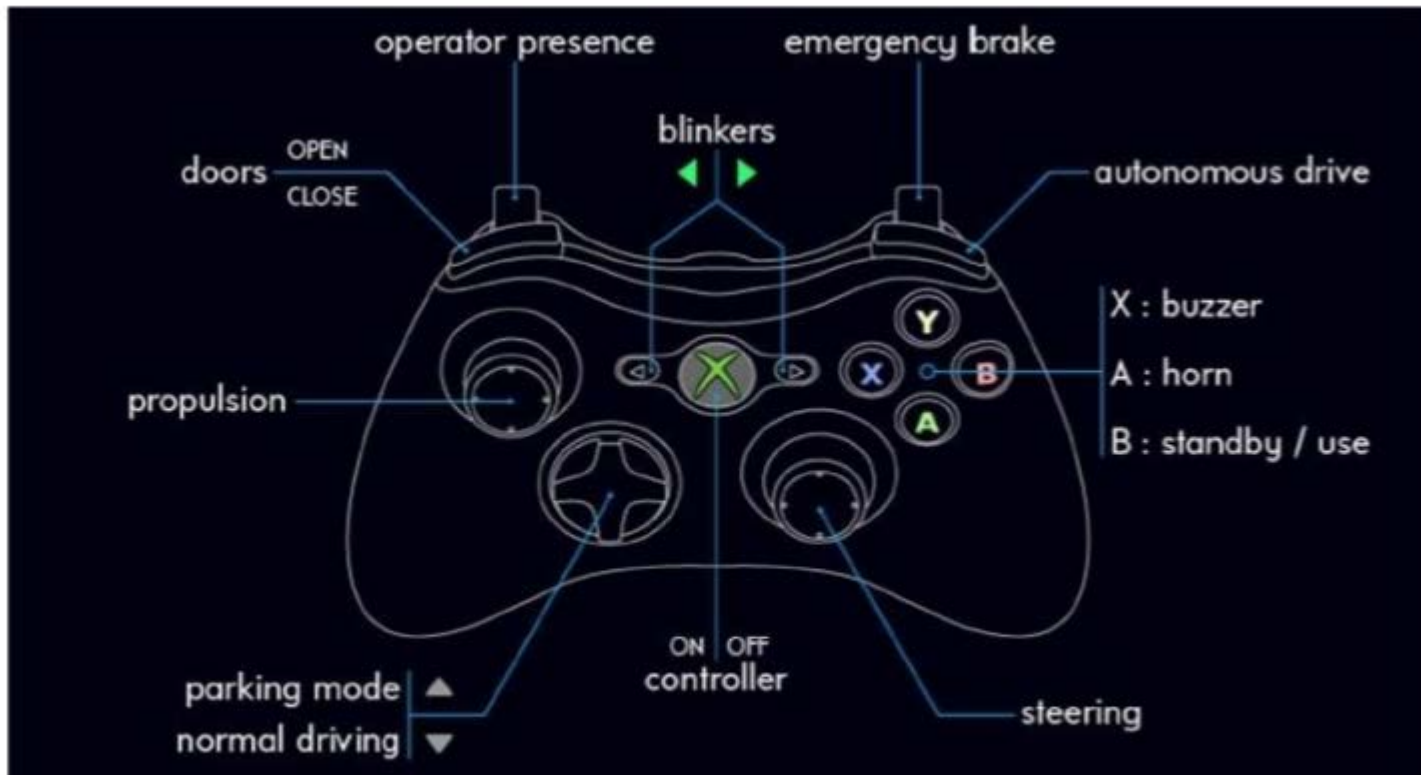 operator presence
emergency brake
blinkers
doors
OPEN
CLOSE
autonomous drive
Y
X
B
A
X : buzzer
A : horn
B : standby / use
propulsion
ON OFF
controller
parking mode
normal driving
steering